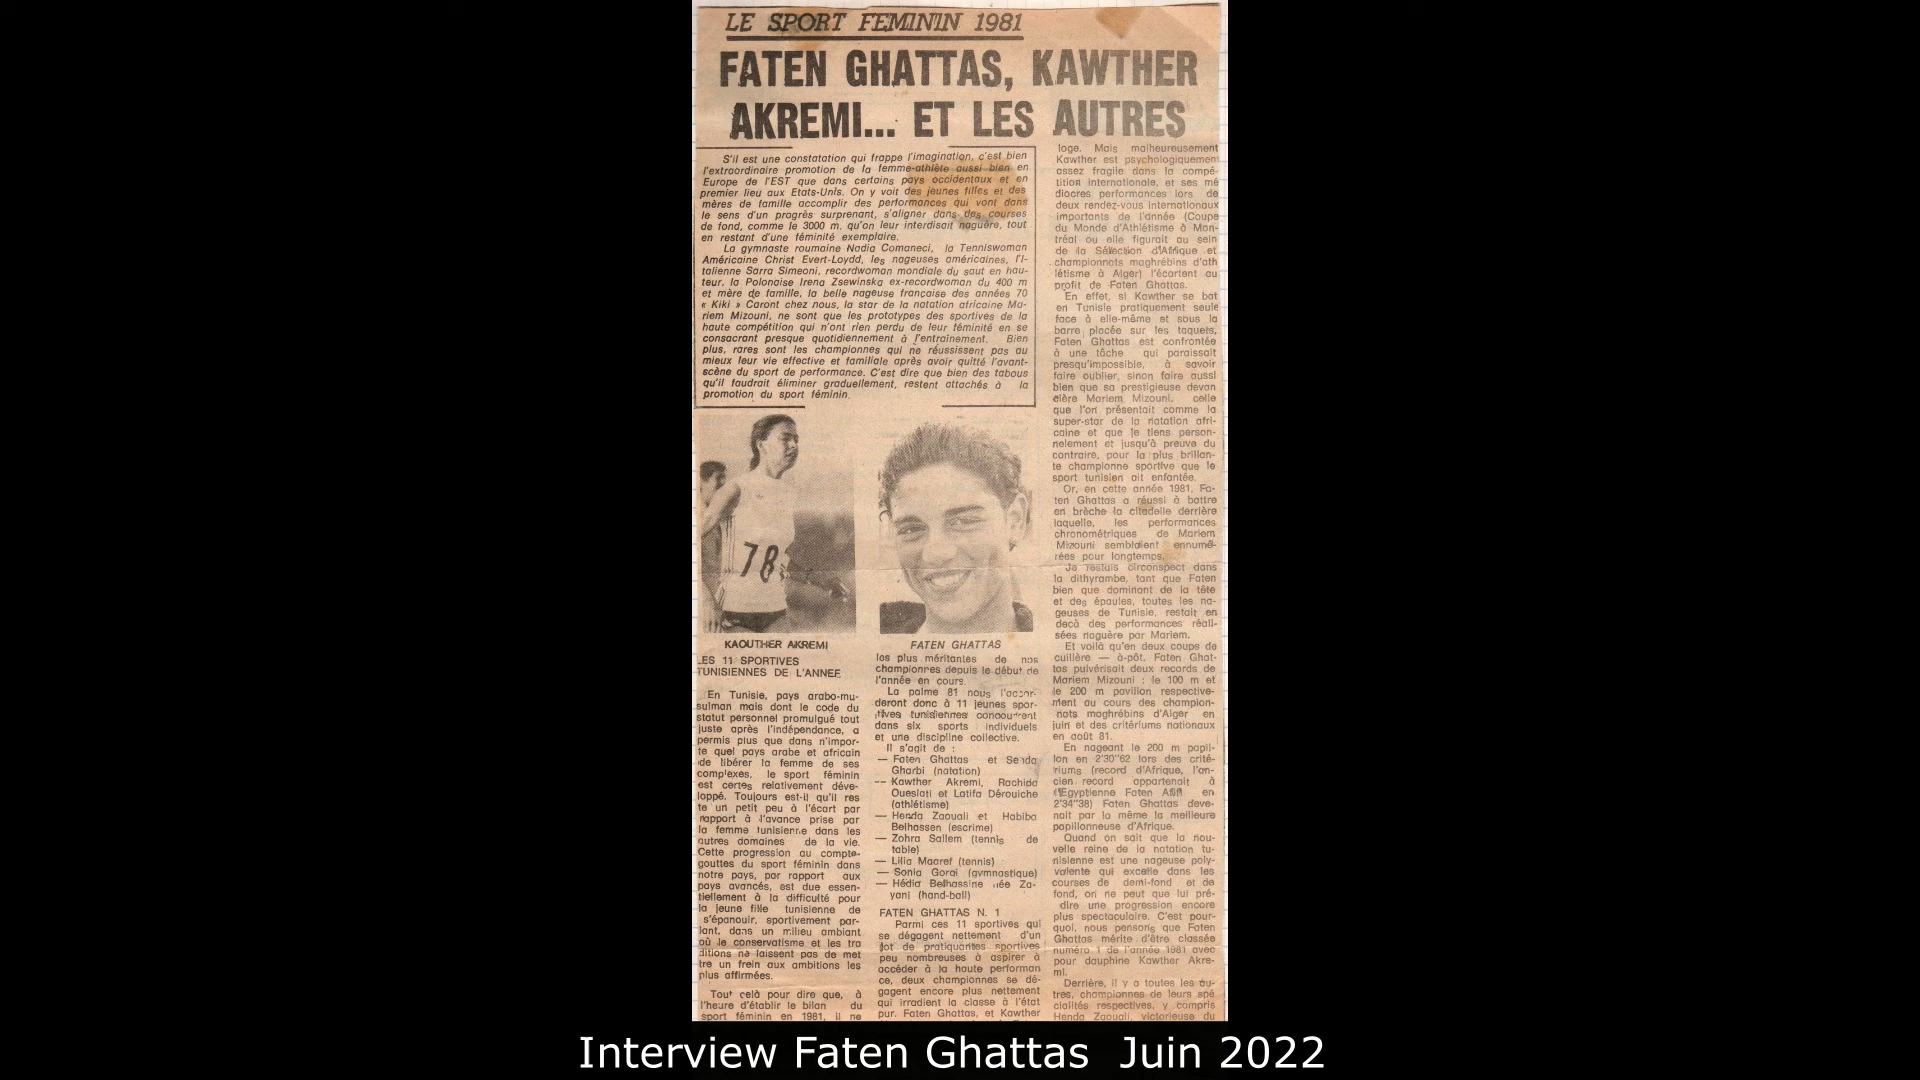 LE SPORT FEMININ 1981
FATEN GHATTAS, KAWTHER
AKREMI... ET LES AUTRES
S'il est une constatation qui frappe l'imagination, c'est bien
l'extraordinaire promotion de la femme-athlète aussi bien en
Europe de l'EST que dans certains pays occidentaux et en
premier lieu aux Etats-Unis. On y voit des jeunes filles et des
mères de famille accomplir des performances qui vont dans
le sens d'un progrès surprenant, s'aligner dans des courses
de fond, comme le 3000 m. qu'on leur interdisait naguère, tout
en restant d'une féminité exemplaire.
La gymnaste roumaine Nadia Comaneci, la Tenniswoman
Américaine Christ Evert-Loydd, les nageuses américaines, l'I-
talienne Sarra Simeoni, recordwoman mondiale du saut en hau-
teur, la Polonaise Irena Zsewinska ex-recordwoman du 400 m
et mère de famille, la belle nageuse française des années 70
« Kiki » Caront chez nous, la star de la natation africaine Ma-
riem Mizouni, ne sont que les prototypes des sportives de la
haute compétition qui n'ont rien perdu de leur féminité en se
consacrant presque quotidiennement à l'entraînement. Bien
plus, rares sont les championnes qui ne réussissent pas au
mieux leur vie effective et familiale après avoir quitté l'avant-
scène du sport de performance. C'est dire que bien des tabous
qu'il faudrait éliminer graduellement, restent attachés à la
promotion du sport féminin.
78
KAOUTHER AKREMI
LES 11 SPORTIVES
TUNISIENNES DE L'ANNEE
En Tunisie, pays arabo-mu-
sulman mais dont le code du
statut personnel promulgué tout
juste après l'indépendance, a
permis plus que dans n'impor-
te quel pays arabe et africain
de libérer la femme de ses
complexes, le sport féminin
est certes relativement déve-
loppé. Toujours est-il qu'il res
te un petit peu à l'écart par
rapport à l'avance prise par
la femme tunisienne dans les
autres domaines de la vie.
Cette progression au compte-
gouttes du sport féminin dans
notre pays, par rapport aux
pays avancés, est due essen-
tiellement à la difficulté pour
la jeune fille tunisienne de
s'épanouir, sportivement par-
lant, dans un milieu ambiant
où le conservatisme et les tra
ditions ne laissent pas de met
tre un frein aux ambitions les
plus affirmées.
Tout celà pour dire que, à
l'heure d'établir le bilan du
sport féminin en 1981, il ne
FATEN GHATTAS
les plus méritantes de nos
championnes depuis le début de
l'année en cours.
La palme 81 nous l'accor-
deront donc à 11 jeunes spor-
tives tunisiennes concourrent
dans six sports individuels
et une discipline collective.
Il s'agit de :
— Faten Ghattas et Senda
Gharbi (natation)
— Kawther Akremi, Rachida
Oueslati et Latifa Dérouiche
(athlétisme)
— Henda Zaouali et Habiba
Belhassen (escrime)
— Zohra Sallem (tennis de
table)
— Lilia Maaref (tennis)
— Sonia Gorgi (gymnastique)
— Hédia Belhassine née Za-
yani (hand-ball)
FATEN GHATTAS N. 1
Parmi ces 11 sportives qui
se dégagent nettement d'un
lot de pratiquantes sportives
peu nombreuses à aspirer à
accéder à la haute performan
ce, deux championnes se dé-
gagent encore plus nettement
qui irradient la classe à l'état
pur. Faten Ghattas, et Kawther
loge. Mais malheureusement
Kawther est psychologiquement
assez fragile dans la compé-
tition internationale, et ses mé
diocres performances lors de
deux rendez-vous internationaux
importants de l'année (Coupe
du Monde d'Athlétisme à Mon-
tréal ou elle figurait au sein
de la Sélection d'Afrique et
championnats maghrébins d'ath
létisme à Alger) l'écartent au
profit de Faten Ghattas.
En effet, si Kawther se bat
en Tunisie pratiquement seule
face à elle-même et sous la
barre placée sur les taquets,
Faten Ghattas est confrontée
à une tâche qui paraissait
presqu'impossible, à savoir
faire oublier, sinon faire aussi
bien que sa prestigieuse devan
cière Mariem Mizouni, celle
que l'on présentait comme la
super-star de la natation afri-
caine et que je tiens person-
nelement et jusqu'à preuve du
contraire, pour la plus brillan-
te championne sportive que le
sport tunisien ait enfantée.
Or, en cette année 1981, Fa-
ten Ghattas a réussi à battre
en brèche la citadelle derrière
laquelle, les performances
chronométriques de Mariem
Mizouni semblaient ennumé-
rées pour longtemps.
Je restais circonspect dans
la dithyrambe, tant que Faten
bien que dominant de la tête
et des épaules, toutes les na-
geuses de Tunisie, restait en
decà des performances réali-
sées naguère par Mariem.
Et voilà qu'en deux coups de
cuillère — à-pôt, Faten Ghat-
tas pulvérisait deux records de
Mariem Mizouni : le 100 m et
le 200 m pavillon respective-
ment au cours des champion-
nats maghrébins d'Alger en
juin et des critériums nationaux
en août 81.
En nageant le 200 m papil-
lon en 2'30"62 lors des crité-
riums (record d'Afrique, l'an-
cien record appartenait à
l'Egyptienne Faten Afifi en
2'34"38) Faten Ghattas deve-
nait par la même la meilleure
papillonneuse d'Afrique.
Quand on sait que la nou-
velle reine de la natation tu-
nisienne est une nageuse poly-
valente qui excelle dans les
courses de demi-fond et de
fond, on ne peut que lui pré-
dire une progression encore
plus spectaculaire. C'est pour-
quoi, nous pensons que Faten
Ghattas mérite d'être classée
numéro 1 de l'année 1981 avec
pour dauphine Kawther Akre-
mi.
Derrière, il y a toutes les au-
tres, championnes de leurs spé
cialités respectives, y compris
Henda Zaouali, victorieuse du
Interview Faten Ghattas Juin 2022